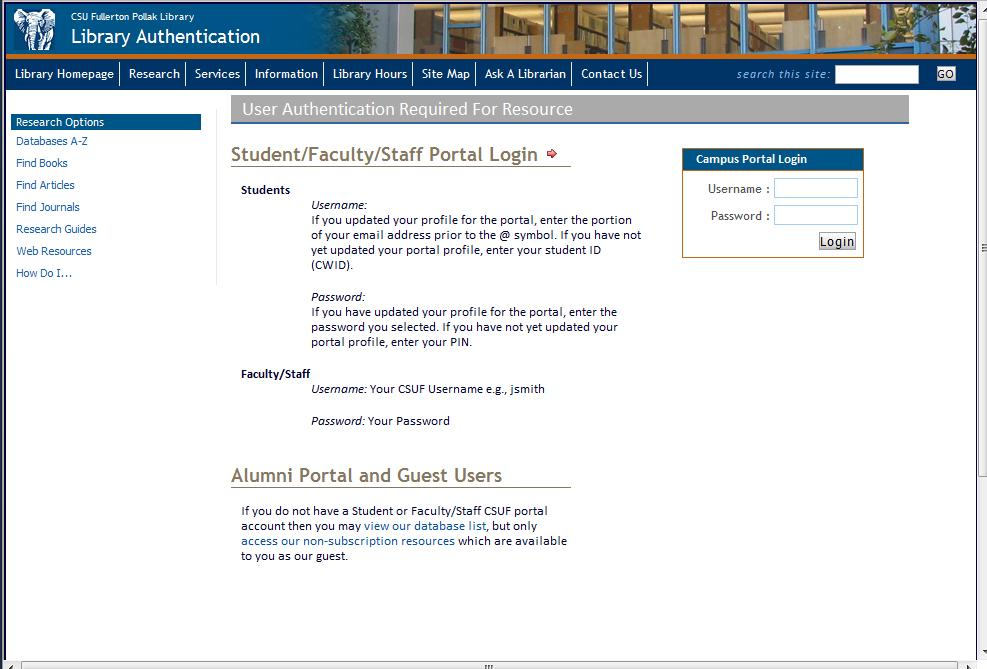 CSU Fullerton Pollak Library
Library Authentication
Library Homepage
Research
Services
Information
Library Hours
Site Map
Ask A Librarian
Contact Us
search this site:
GO
Research Options
Databases A-Z
Find Books
Find Articles
Find Journals
Research Guides
Web Resources
How Do I...
User Authentication Required For Resource
Student/Faculty/Staff Portal Login
Students
Username:
If you updated your profile for the portal, enter the portion
of your email address prior to the @ symbol. If you have not
yet updated your portal profile, enter your student ID
(CWID).
Password:
If you have updated your profile for the portal, enter the
password you selected. If you have not yet updated your
portal profile, enter your PIN.
Faculty/Staff
Username: Your CSUF Username e.g., jsmith
Password: Your Password
Alumni Portal and Guest Users
If you do not have a Student or Faculty/Staff CSUF portal
account then you may view our database list, but only
access our non-subscription resources which are available
to you as our guest.
Campus Portal Login
Username :
Password :
Login